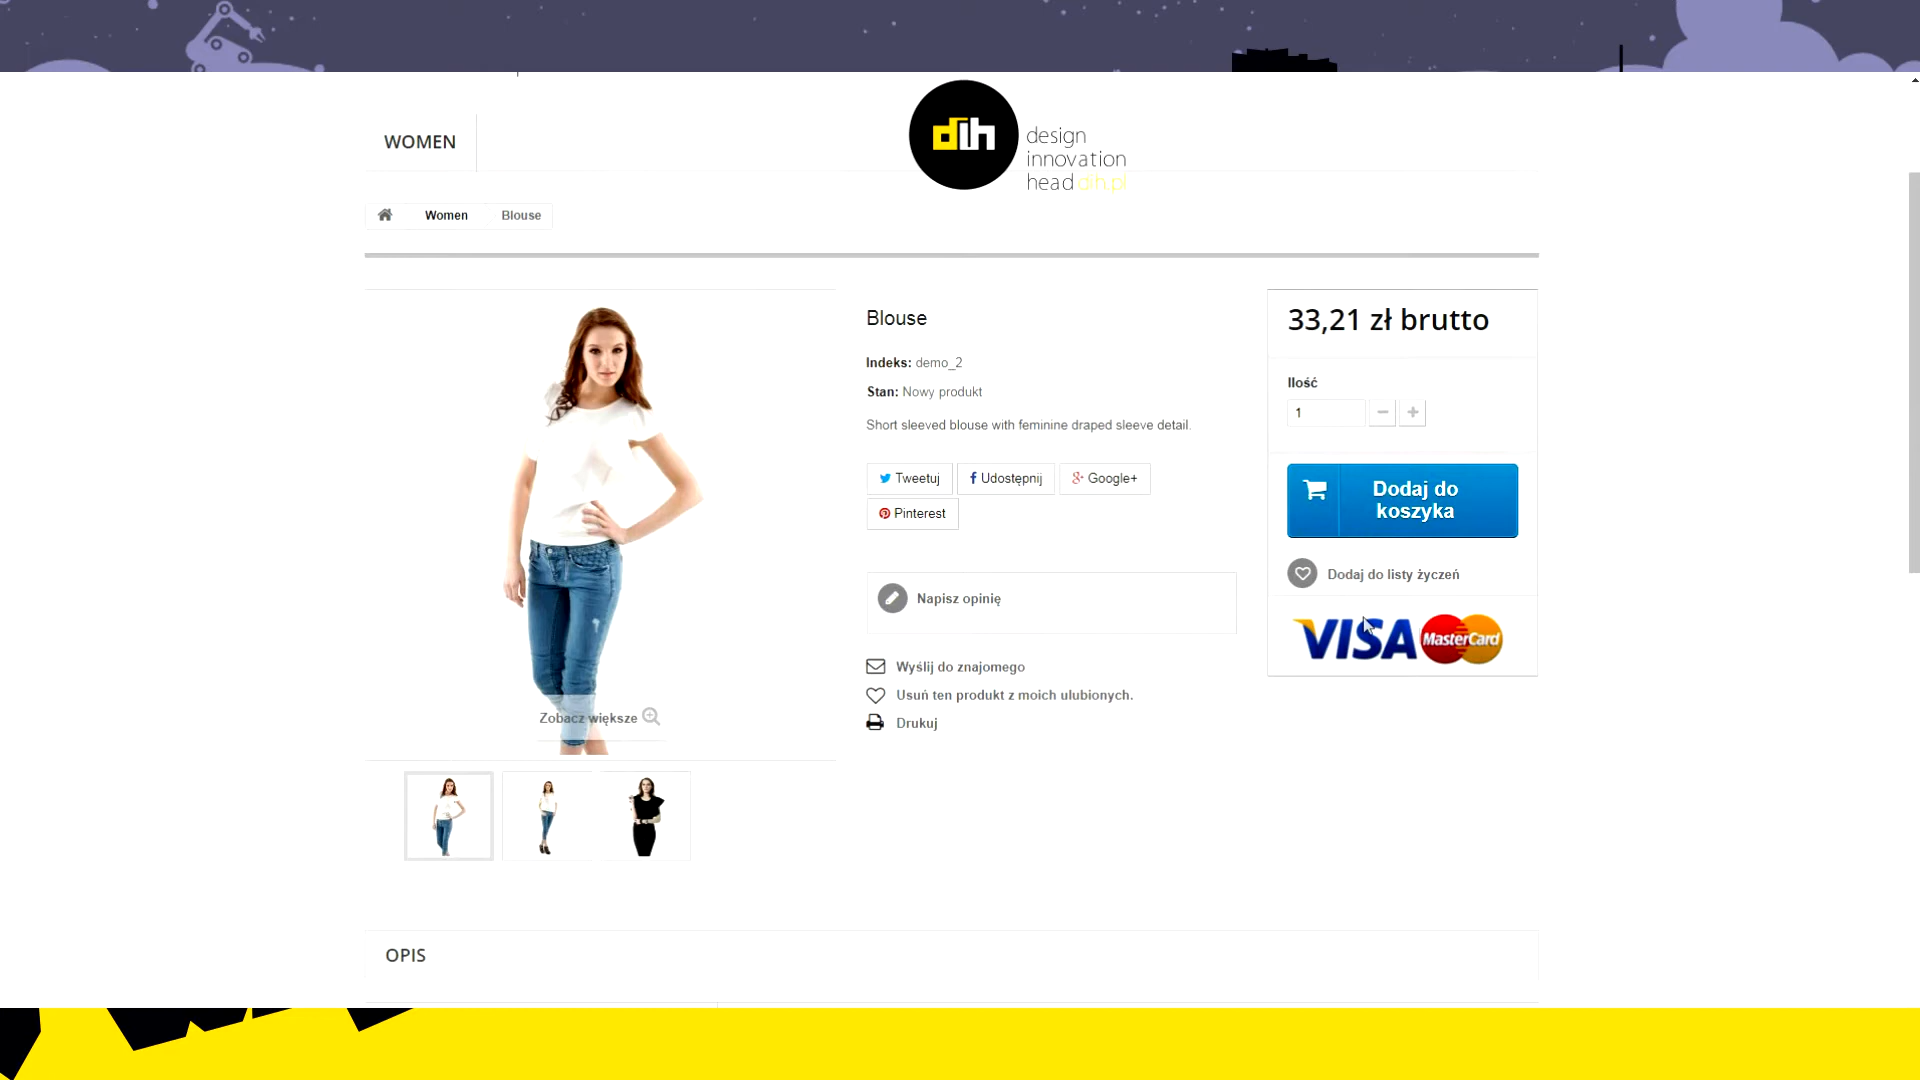 WOMEN
dih
design
innovation
head dih.pl
Women
Blouse
Blouse
33,21 zł brutto
Indeks: demo_2
Stan: Nowy produkt
Short sleeved blouse with feminine draped sleeve detail.
Ilość
1
Tweetuj
Udostępnij
Google+
Pinterest
Dodaj do
koszyka
Dodaj do listy życzeń
Napisz opinię
VISA
MasterCard
Wyślij do znajomego
Usuń ten produkt z moich ulubionych.
Drukuj
Zobacz większe
OPIS